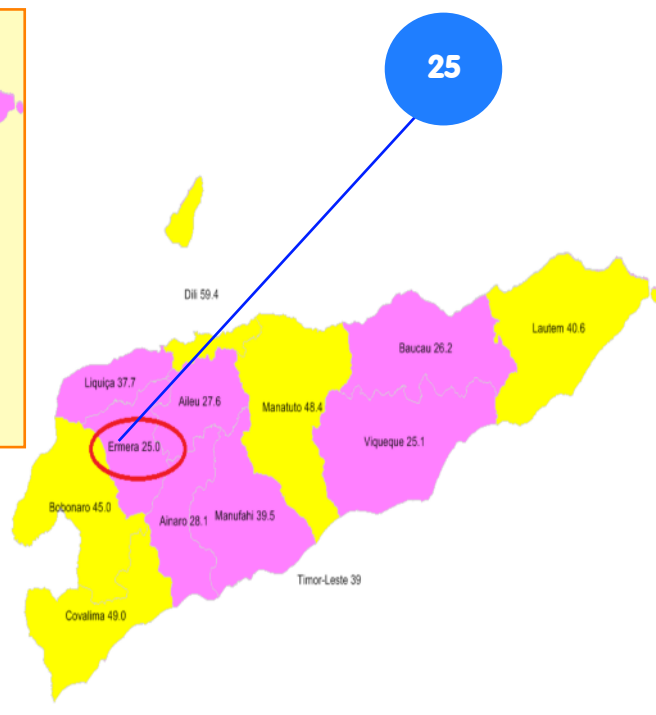 25
Dili 59.4
Lautem 40.6
Baucau 26.2
Liquiça 37.7
Aileu 27.6
Manatuto 48.4
Viqueque 25.1
Ermera 25.0
Bobonaro 45.0
Ainaro 28.1
Manufahi 39.5
Timor-Leste 39
Covalima 49.0